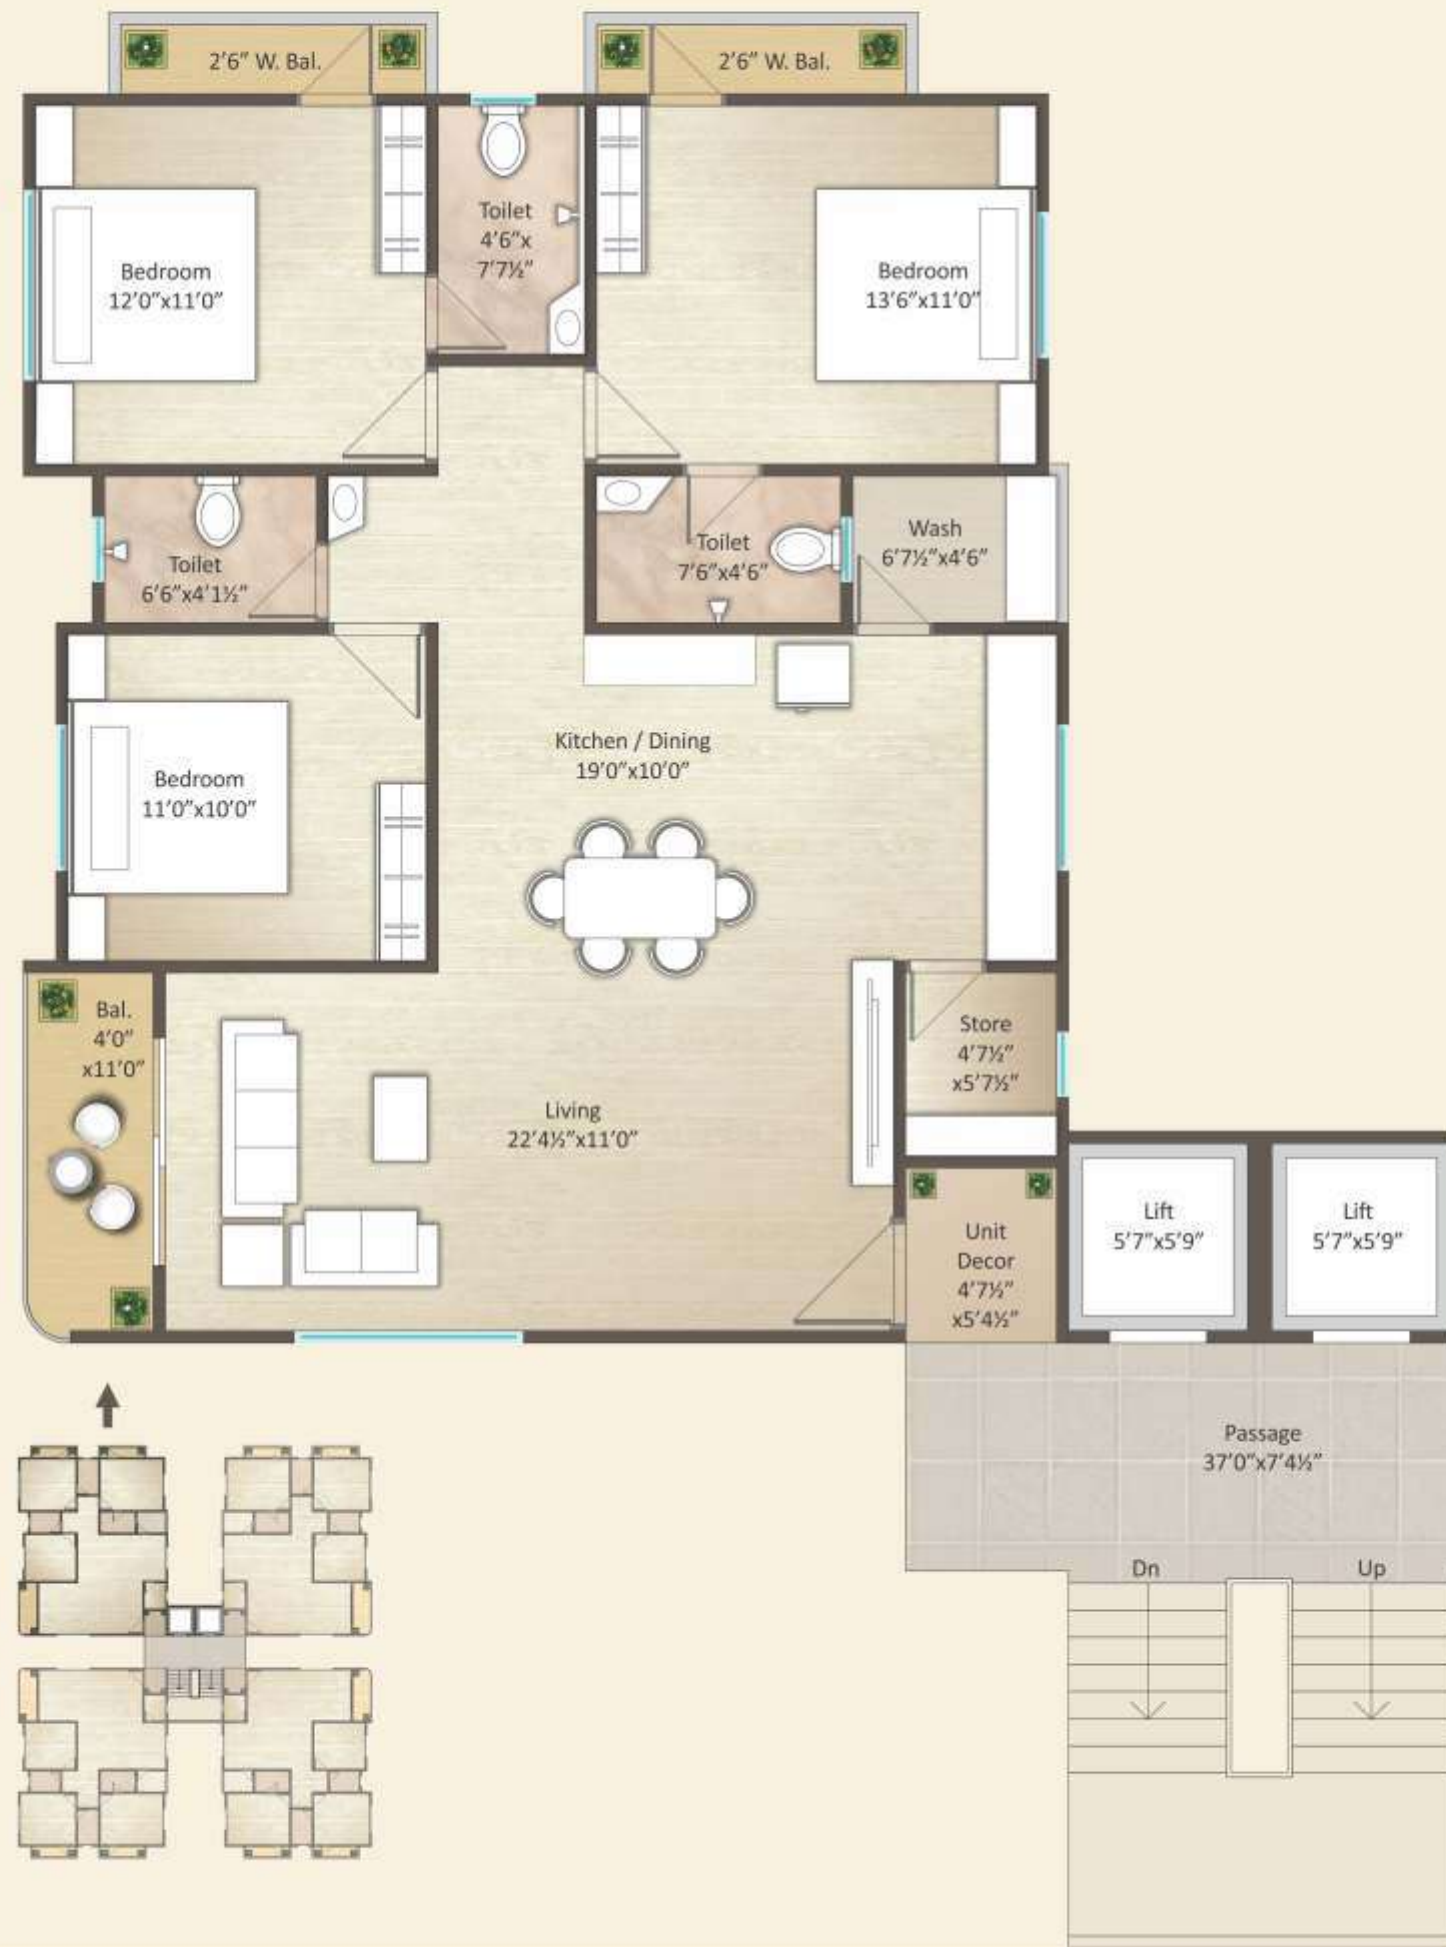 2'6" W. Bal.
2'6" W. Bal.
Toilet
4'6"x
7'7½"
Bedroom
12'0"x11'0"
Bedroom
13'6"x11'0"
Toilet
6'6"x4'1½"
Toilet
7'6"x4'6"
Wash
6'7½"x4'6"
Kitchen / Dining
19'0"x10'0"
Bedroom
11'0"x10'0"
Bal.
4'0"
x11'0"
Store
4'7½"
x5'7½"
Living
22'4½"x11'0"
Unit
Decor
4'7½"
x5'4½"
Lift
5'7"x5'9"
Lift
5'7"x5'9"
Passage
37'0"x7'4½"
Dn
Up